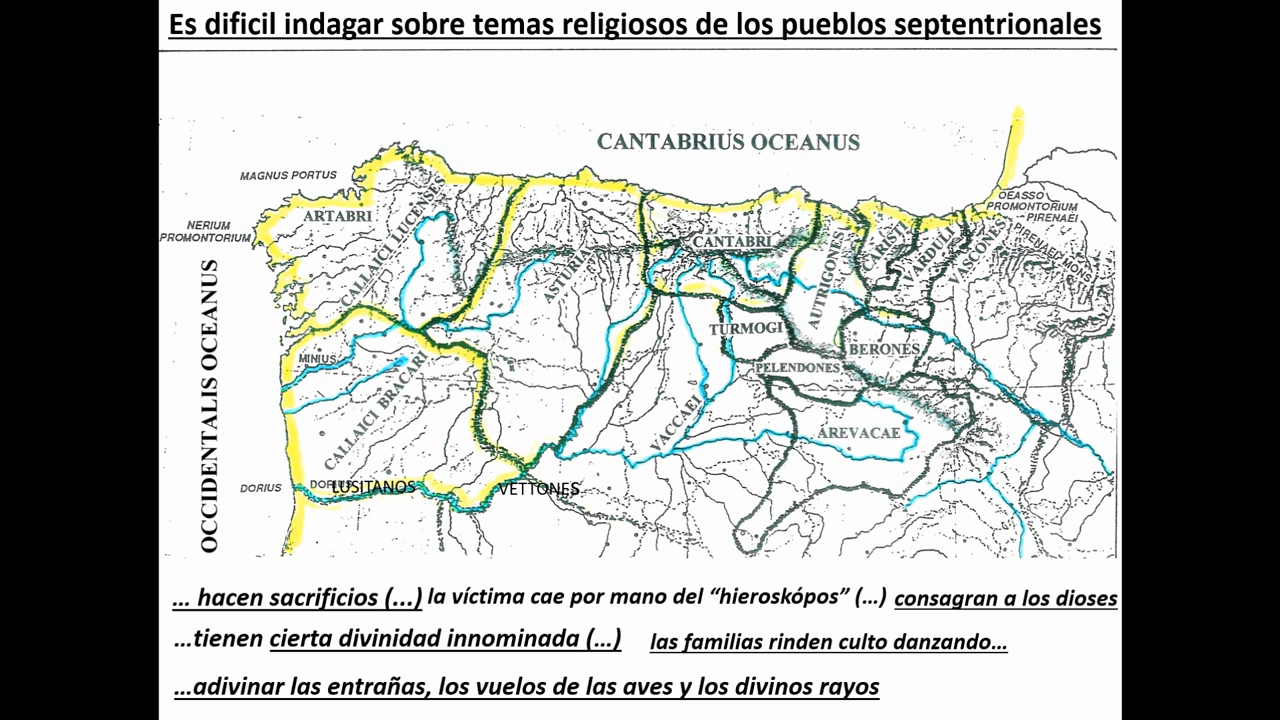 Es dificil indagar sobre temas religiosos de los pueblos septentrionales
CANTABRIUS OCEANUS
MAGNUS PORTUS
OEASSO
PROMONTORIUM
PIRENAEI
NERIUM
PROMONTORIUM
ARTABRI
CALLAICI LUCENSES
ASTURIA
CANTABRI
AUTRIGONES
CARISTI
VARDULI
VASCONES
PIRENAEI MONS
OCCIDENTALIS OCEANUS
TURMOGI
BERONES
MINIUS
PELENDONES
CALLAICI BRACARI
VACCAEI
AREVACAE
DORIUS
DORIUS
LUSITANOS
VETTONES
... hacen sacrificios (...) la víctima cae por mano del “hieroskópos” (...) consagran a los dioses
...tienen cierta divinidad innominada (...) las familias rinden culto danzando...
...adivinar las entrañas, los vuelos de las aves y los divinos rayos